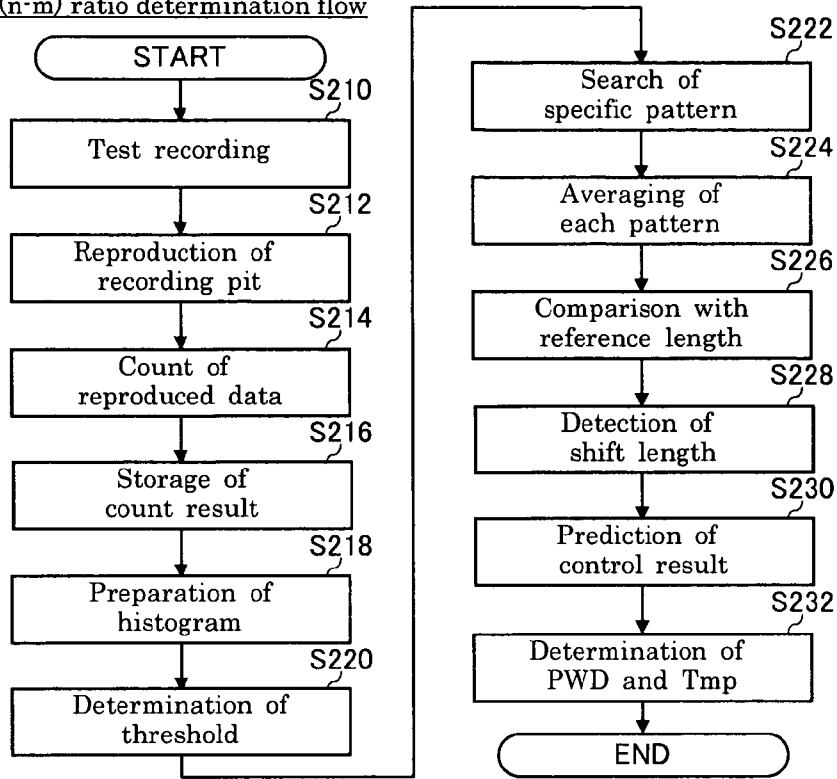 (n-m) ratio determination flow
START
S210
Test recording
S212
Reproduction of
recording pit
S214
Count of
reproduced data
S216
Storage of
count result
S218
Preparation of
histogram
S220
Determination of
threshold
S222
Search of
specific pattern
S224
Averaging of
each pattern
S226
Comparison with
reference length
S228
Detection of
shift length
S230
Prediction of
control result
S232
Determination of
PWD and Tmp
END